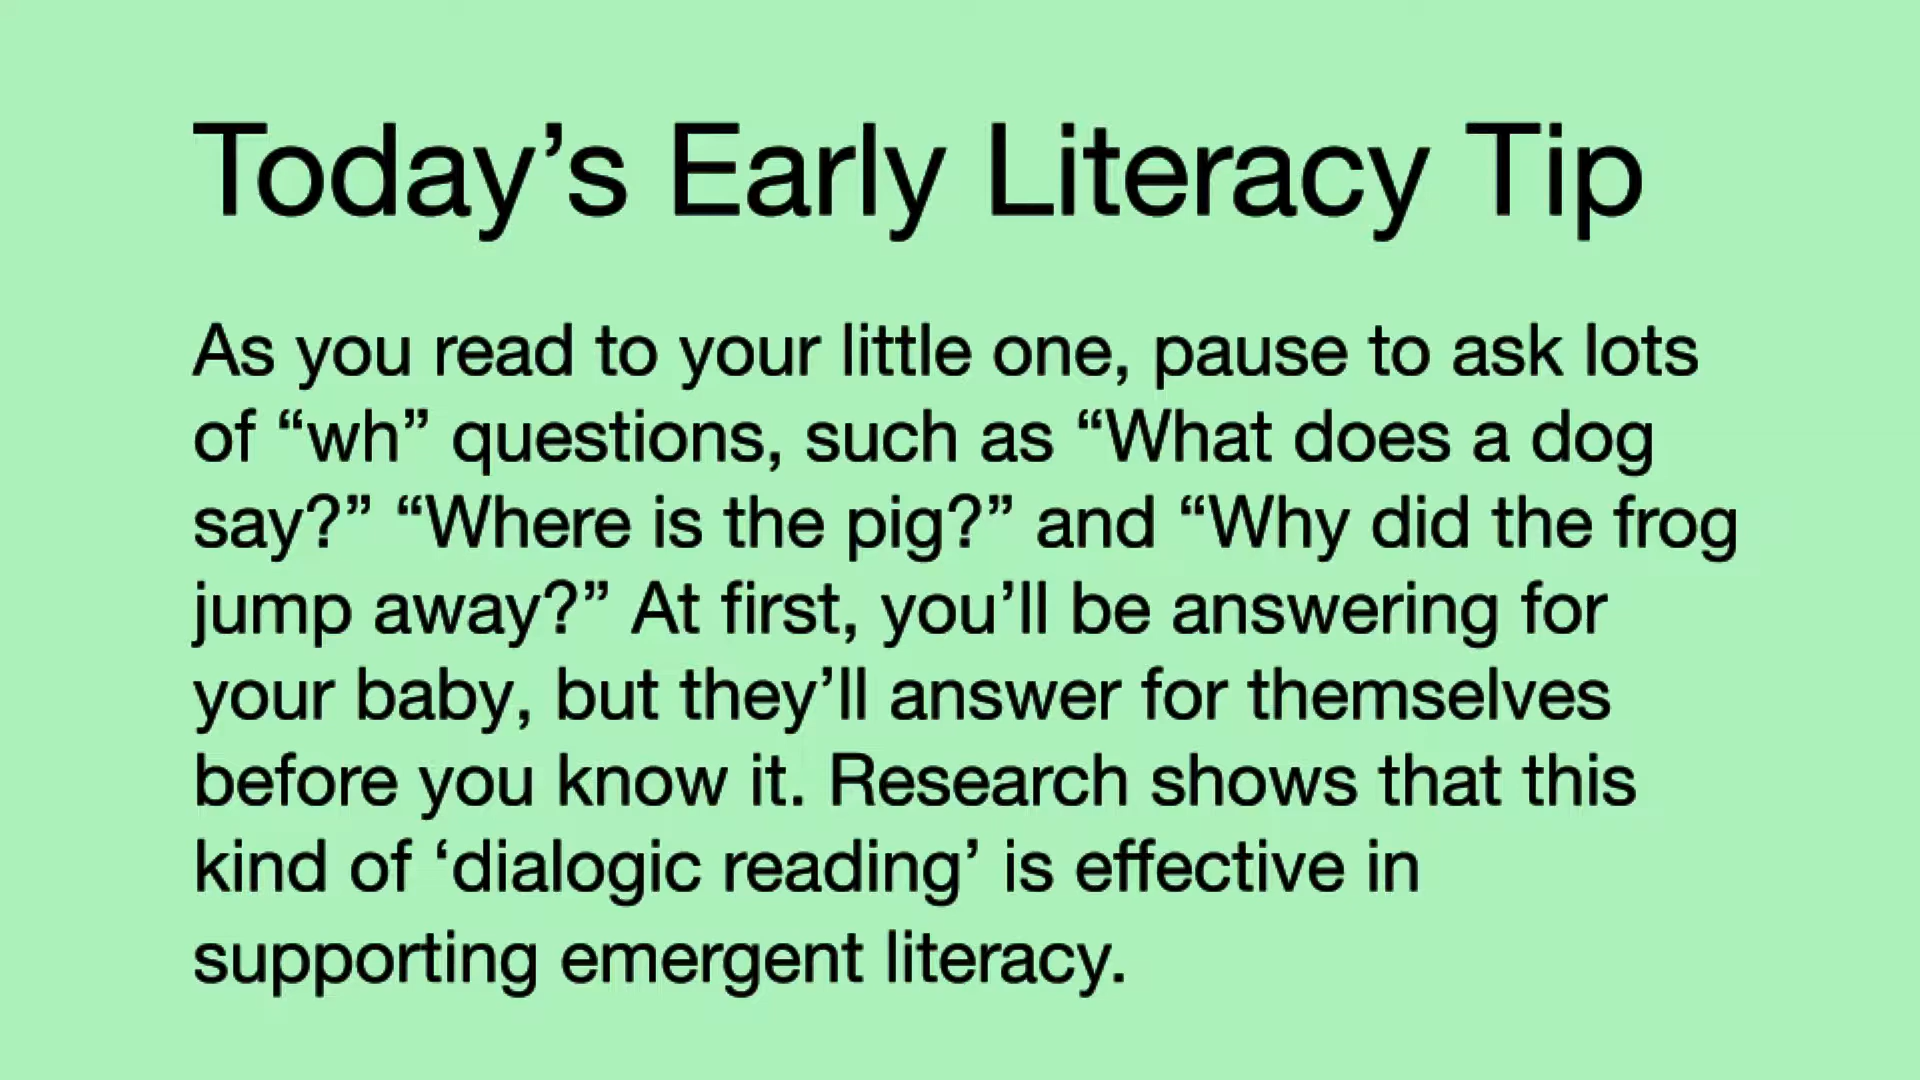 Today’s Early Literacy Tip
As you read to your little one, pause to ask lots
of “wh” questions, such as “What does a dog
say?” “Where is the pig?” and “Why did the frog
jump away?” At first, you’ll be answering for
your baby, but they’ll answer for themselves
before you know it. Research shows that this
kind of ‘dialogic reading’ is effective in
supporting emergent literacy.